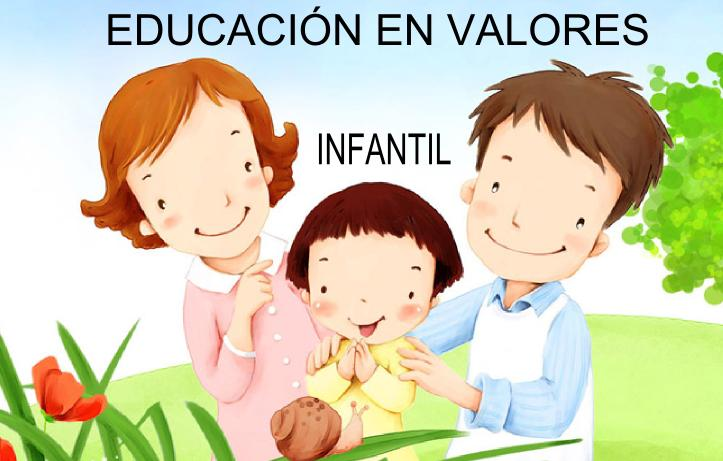 EDUCACIÓN EN VALORES
INFANTIL